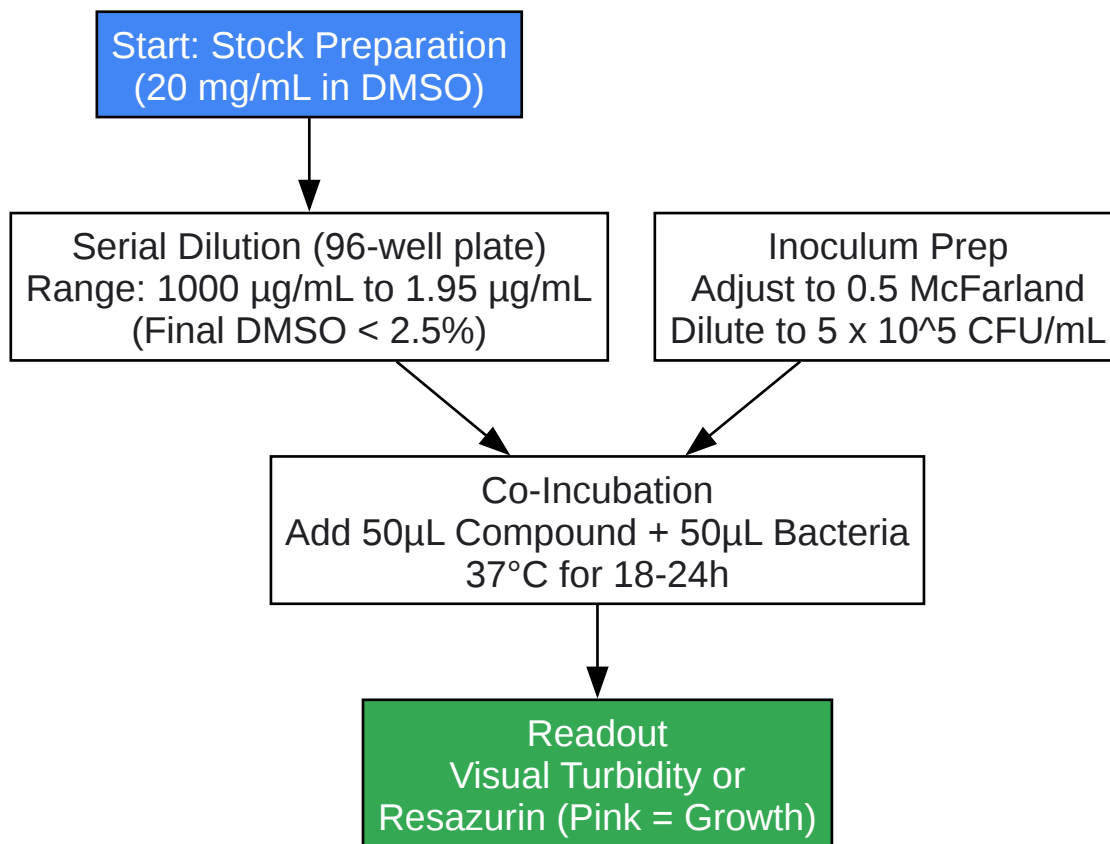 Start: Stock Preparation
(20 mg/mL in DMSO)
Serial Dilution (96-well plate)
Range: 1000 µg/mL to 1.95 µg/mL
(Final DMSO < 2.5%)
Inoculum Prep
Adjust to 0.5 McFarland
Dilute to 5 x 10^5 CFU/mL
Co-Incubation
Add 50µL Compound + 50µL Bacteria
37°C for 18-24h
Readout
Visual Turbidity or
Resazurin (Pink = Growth)